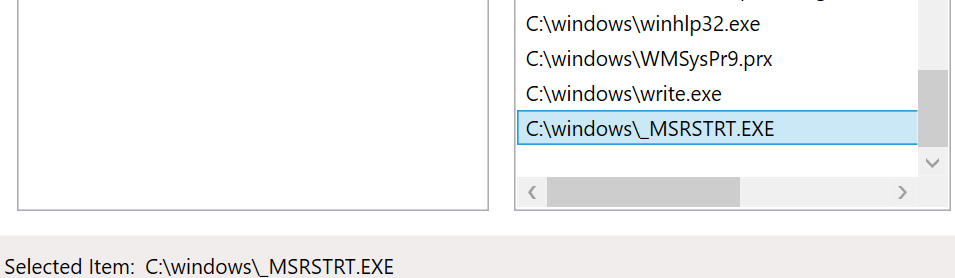 C:\windows\winhlp32.exe
C:\windows\WMSysPr9.prx
C:\windows\write.exe
C:\windows\_MSRSTRT.EXE
Selected Item: C:\windows\_MSRSTRT.EXE